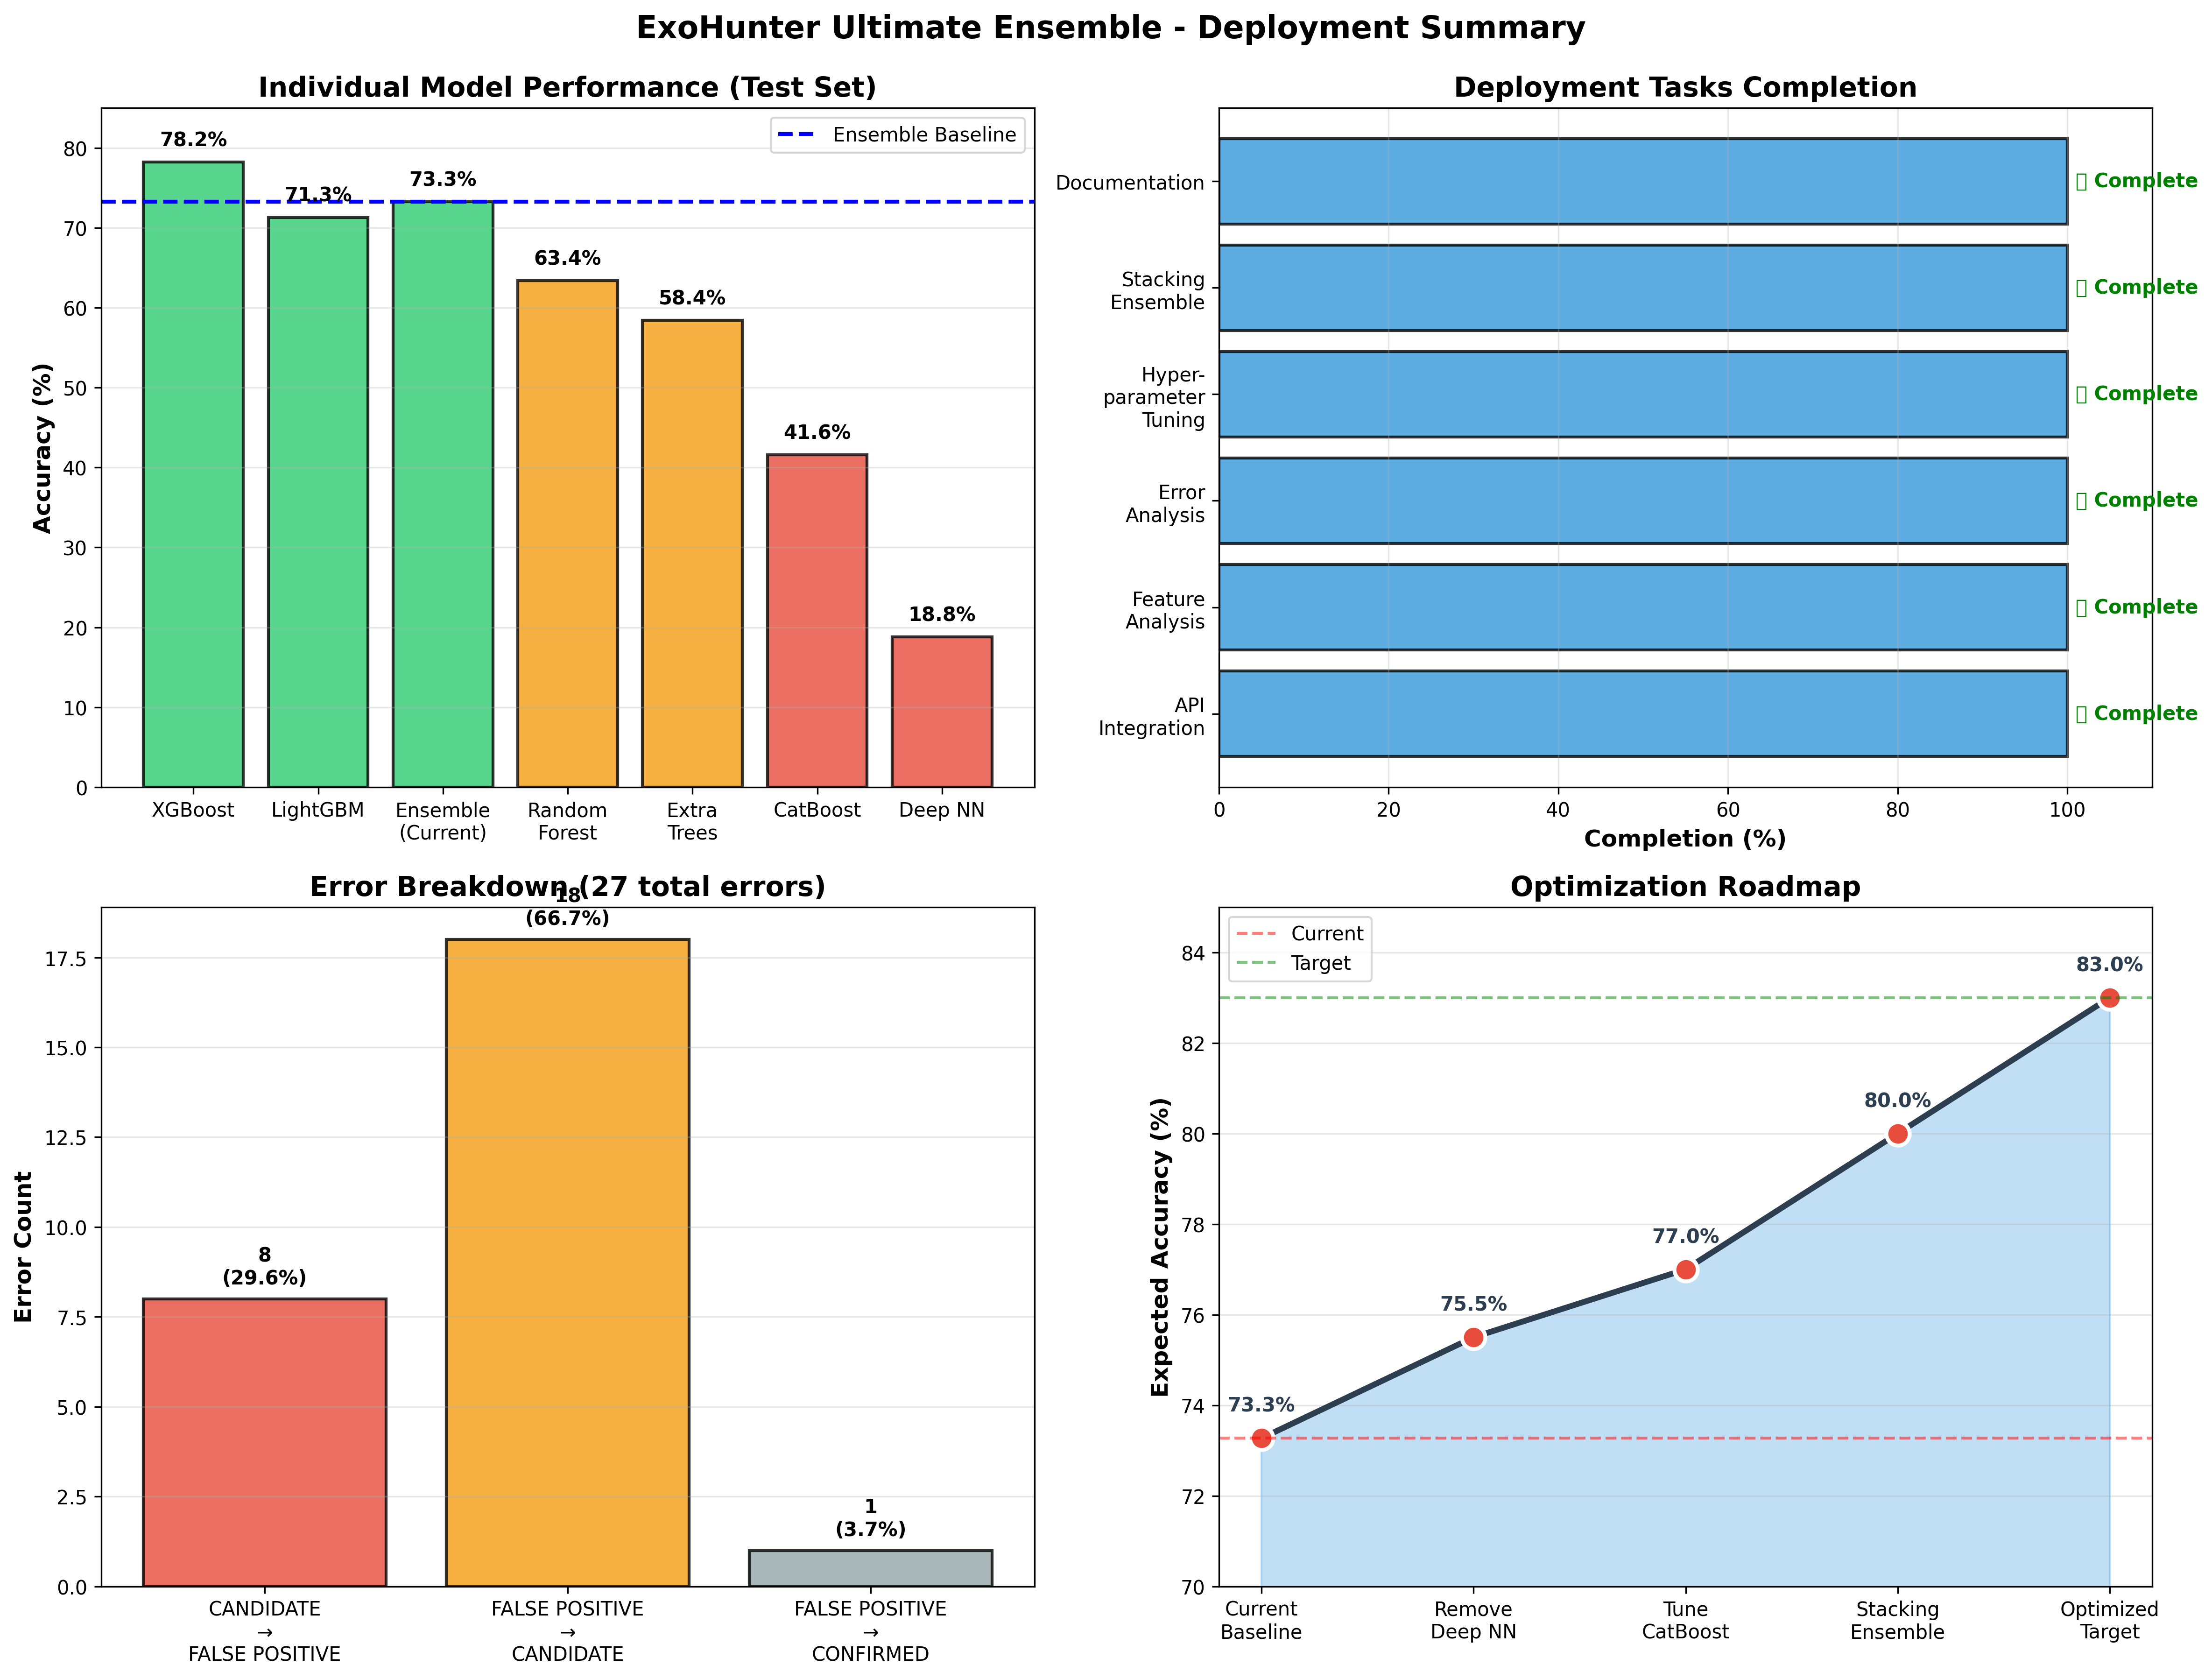 ExoHunter Ultimate Ensemble - Deployment Summary
Individual Model Performance (Test Set)
Accuracy (%)
80
70
60
50
40
30
20
10
0
78.2%
71.3%
73.3%
63.4%
58.4%
41.6%
18.8%
Ensemble Baseline
XGBoost
LightGBM
Ensemble
(Current)
Random
Forest
Extra
Trees
CatBoost
Deep NN
Deployment Tasks Completion
Documentation
Stacking
Ensemble
Hyper-
parameter
Tuning
Error
Analysis
Feature
Analysis
API
Integration
Complete
Complete
Complete
Complete
Complete
Complete
0
20
40
60
80
100
Completion (%)
Error Breakdown (27 total errors)
Error Count
17.5
15.0
12.5
10.0
7.5
5.0
2.5
0.0
8
(29.6%)
18
(66.7%)
1
(3.7%)
CANDIDATE
→
FALSE POSITIVE
FALSE POSITIVE
→
CANDIDATE
FALSE POSITIVE
→
CONFIRMED
Optimization Roadmap
Expected Accuracy (%)
84
82
80
78
76
74
72
70
Current
Target
73.3%
75.5%
77.0%
80.0%
83.0%
Current
Baseline
Remove
Deep NN
Tune
CatBoost
Stacking
Ensemble
Optimized
Target